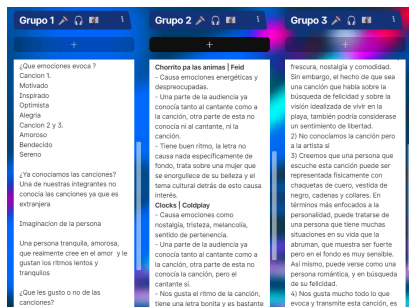 Grupo 1
+
¿Que emociones evoca ?
Cancion 1.
Motivado
Inspirado
Optimista
Alegría
Cancion 2 y 3.
Amoroso
Bendecido
Sereno
¿Ya conocíamos las canciones?
Una de nuestras integrantes no
conocía las canciones ya que es
extranjera
Imaginacion de la persona
Una persona tranquila, amorosa,
que realmente cree en el amor y le
gustan los ritmos lentos y
tranquilos
¿Que les gusto o no de las
canciones?
Grupo 2
+
Chorrito pa las animas | Feid
- Causa emociones energéticas y
despreocupadas.
- Una parte de la audiencia ya
conocía tanto al cantante como a
la canción, otra parte de esta no
conocía ni al cantante, ni la
canción.
- Tiene buen ritmo, la letra no
causa nada específicamente de
fondo, trata sobre una mujer que
se enorgullece de su belleza y el
tema cultural detrás de esto causa
interés.
Clocks | Coldplay
- Causa emociones como
nostalgia, tristeza, melancolía,
sentido de pertenencia.
- Una parte de la audiencia ya
conocía tanto al cantante como a
la canción, otra parte de esta no
conocía la canción, pero el
cantante si.
- Nos gusta el ritmo de la canción,
tiene una letra bonita y es bastante
Grupo 3
+
frescura, nostalgia y comodidad.
Sin embargo, el hecho de que sea
una canción que habla sobre la
búsqueda de felicidad y sobre la
visión idealizada de vivir en la
playa, también podría considerase
un sentimiento de libertad.
2) No conocíamos la canción pero
a la artista si
3) Creemos que una persona que
escuche esta canción puede ser
representada físicamente con
chaquetas de cuero, vestida de
negro, cadenas y collares. En
términos más enfocados a la
personalidad, puede tratarse de
una persona que tiene muchas
situaciones en su vida que la
abruman, que muestra ser fuerte
pero en el fondo es muy sensible.
Así mismo, puede verse como una
persona romántica, y en búsqueda
de su felicidad.
4) Nos gusta mucho todo lo que
evoca y transmite esta canción, es